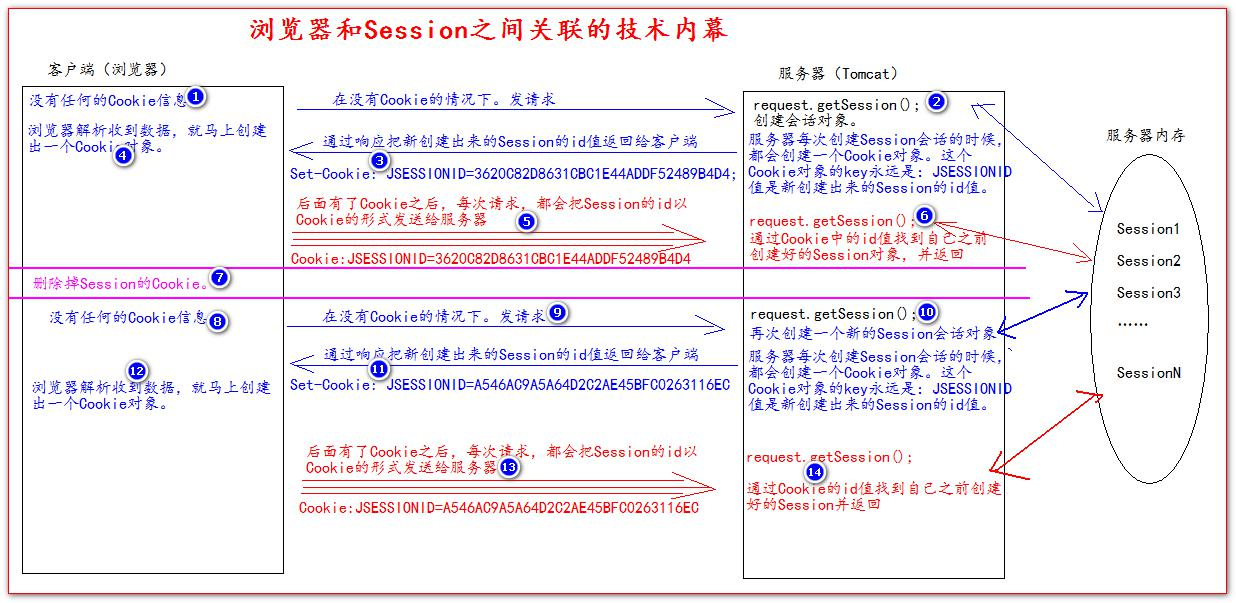 浏览器和Session之间关联的技术内幕
客户端（浏览器）
服务器（Tomcat）
服务器内存
没有任何的Cookie信息 1
浏览器解析收到数据，就马上创建
出一个Cookie对象。
4
在没有Cookie的情况下。发请求
request.getSession(); 2
创建会话对象。
服务器每次创建Session会话的时候，
都会创建一个Cookie对象。这个
Cookie对象的key永远是：JSESSIONID
值是新创建出来的Session的id值。
通过响应把新创建出来的Session的id值返回给客户端
3
Set-Cookie: JSESSIONID=3620C82D8631CBC1E44ADDF52489B4D4;
后面有了Cookie之后，每次请求，都会把Session的id以
Cookie的形式发送给服务器 5
Cookie:JSESSIONID=3620C82D8631CBC1E44ADDF52489B4D4
request.getSession(); 6
通过Cookie中的id值找到自己之前
创建好的Session对象，并返回
Session1
Session2
Session3
......
SessionN
删除掉Session的Cookie。 7
没有任何的Cookie信息 8
在没有Cookie的情况下。发请求 9
request.getSession(); 10
再次创建一个新的Session会话对象
服务器每次创建Session会话的时候，
都会创建一个Cookie对象。这个
Cookie对象的key永远是：JSESSIONID
值是新创建出来的Session的id值。
通过响应把新创建出来的Session的id值返回给客户端
11
Set-Cookie: JSESSIONID=A546AC9A5A64D2C2AE45BFC0263116EC
12
浏览器解析收到数据，就马上创建
出一个Cookie对象。
后面有了Cookie之后，每次请求，都会把Session的id以
Cookie的形式发送给服务器 13
Cookie:JSESSIONID=A546AC9A5A64D2C2AE45BFC0263116EC
request.getSession();
14
通过Cookie的id值找到自己之前创建
好的Session并返回